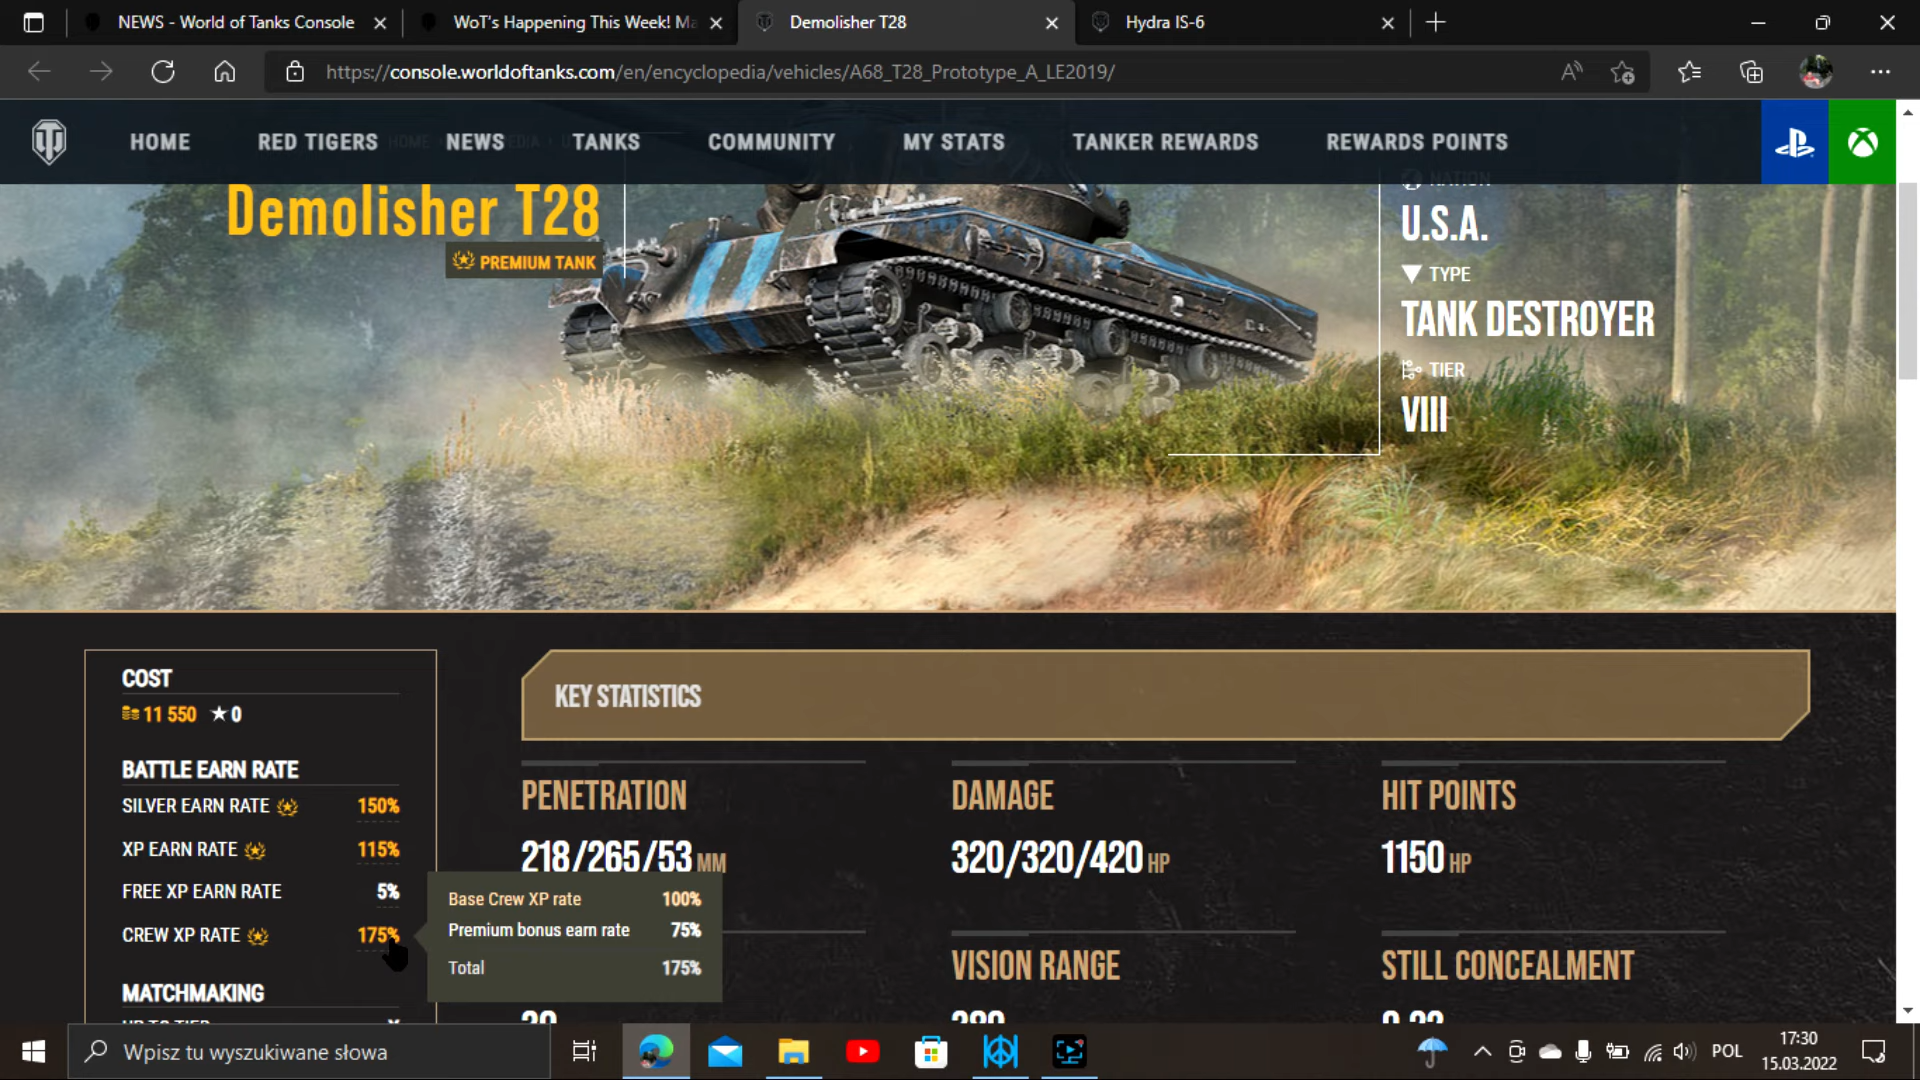 NEWS - World of Tanks Console
WoT's Happening This Week! Ma
Demolisher T28
Hydra IS-6
https://console.worldoftanks.com/en/encyclopedia/vehicles/A68_T28_Prototype_A_LE2019/
HOME
RED TIGERS
NEWS
TANKS
COMMUNITY
MY STATS
TANKER REWARDS
REWARDS POINTS
Demolisher T28
PREMIUM TANK
NATION
U.S.A.
TYPE
TANK DESTROYER
TIER
VIII
COST
11 550 0
BATTLE EARN RATE
SILVER EARN RATE 150%
XP EARN RATE 115%
FREE XP EARN RATE 5%
CREW XP RATE 175%
MATCHMAKING
Base Crew XP rate 100%
Premium bonus earn rate 75%
Total 175%
KEY STATISTICS
PENETRATION
218/265/53 MM
DAMAGE
320/320/420 HP
HIT POINTS
1150 HP
VISION RANGE
STILL CONCEALMENT
Wpisz tu wyszukiwane słowa
POL
17:30
15.03.2022